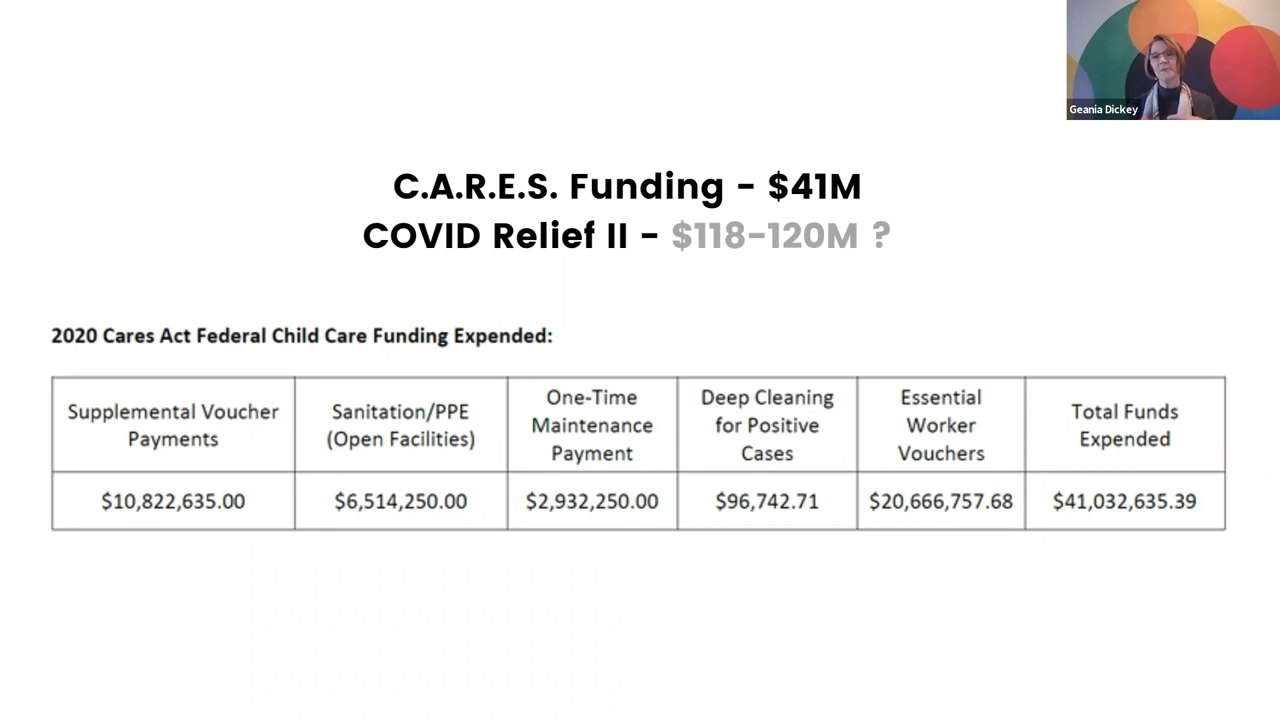 Geania Dickey
C.A.R.E.S. Funding - $41M
COVID Relief II - $118-120M ?
2020 Cares Act Federal Child Care Funding Expended:
Supplemental Voucher
Payments
Sanitation/PPE
(Open Facilities)
One-Time
Maintenance
Payment
Deep Cleaning
for Positive
Cases
Essential
Worker
Vouchers
Total Funds
Expended
$10,822,635.00
$6,514,250.00
$2,932,250.00
$96,742.71
$20,666,757.68
$41,032,635.39